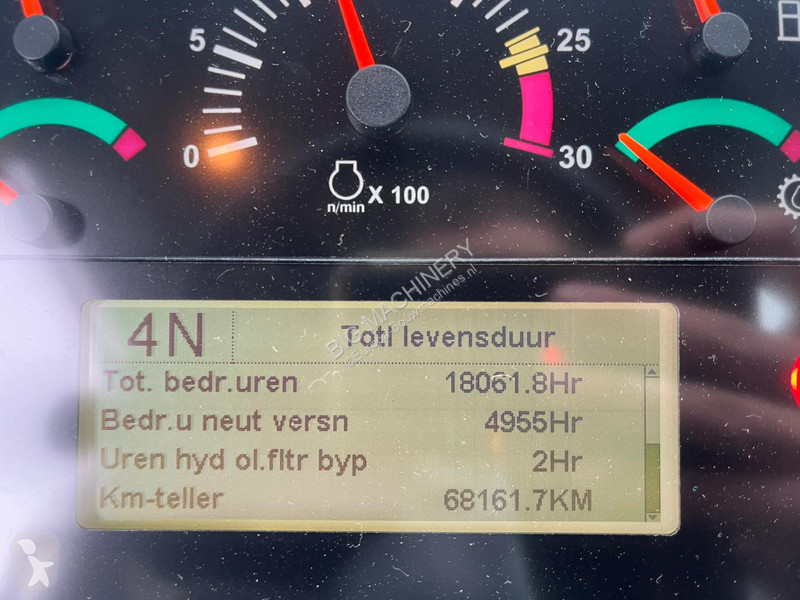 5
25
0
30
n/min
X 100
B.G. MACHINERY
4N
Totl levensduur
Tot. bedr.uren 18061.8Hr
Bedr.u neut versn 4955Hr
Uren hyd ol.fltr byp 2Hr
Km-teller 68161.7KM